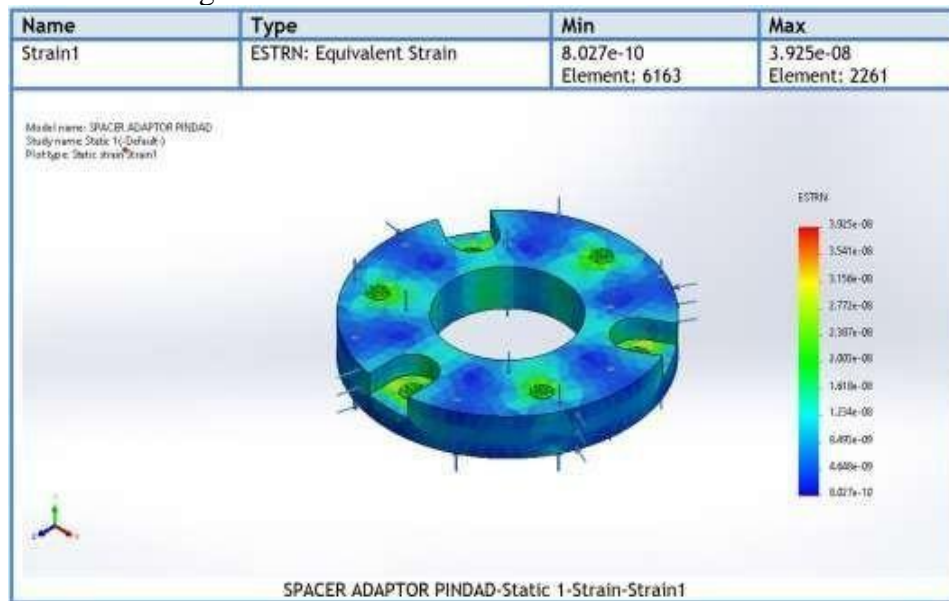 Name Type Min Max
Strain1 ESTRN: Equivalent Strain 8.027e-10 3.925e-08
Element: 6163 Element: 2261
Model name: SPACER ADAPTOR PINDAD
Study name: Static 1(-Default-)
Plot type: Static strain Strain1
ESTRN
3.925e-08
3.541e-08
3.156e-08
2.772e-08
2.387e-08
2.003e-08
1.618e-08
1.234e-08
8.493e-09
4.648e-09
8.027e-10
SPACER ADAPTOR PINDAD-Static 1-Strain-Strain1